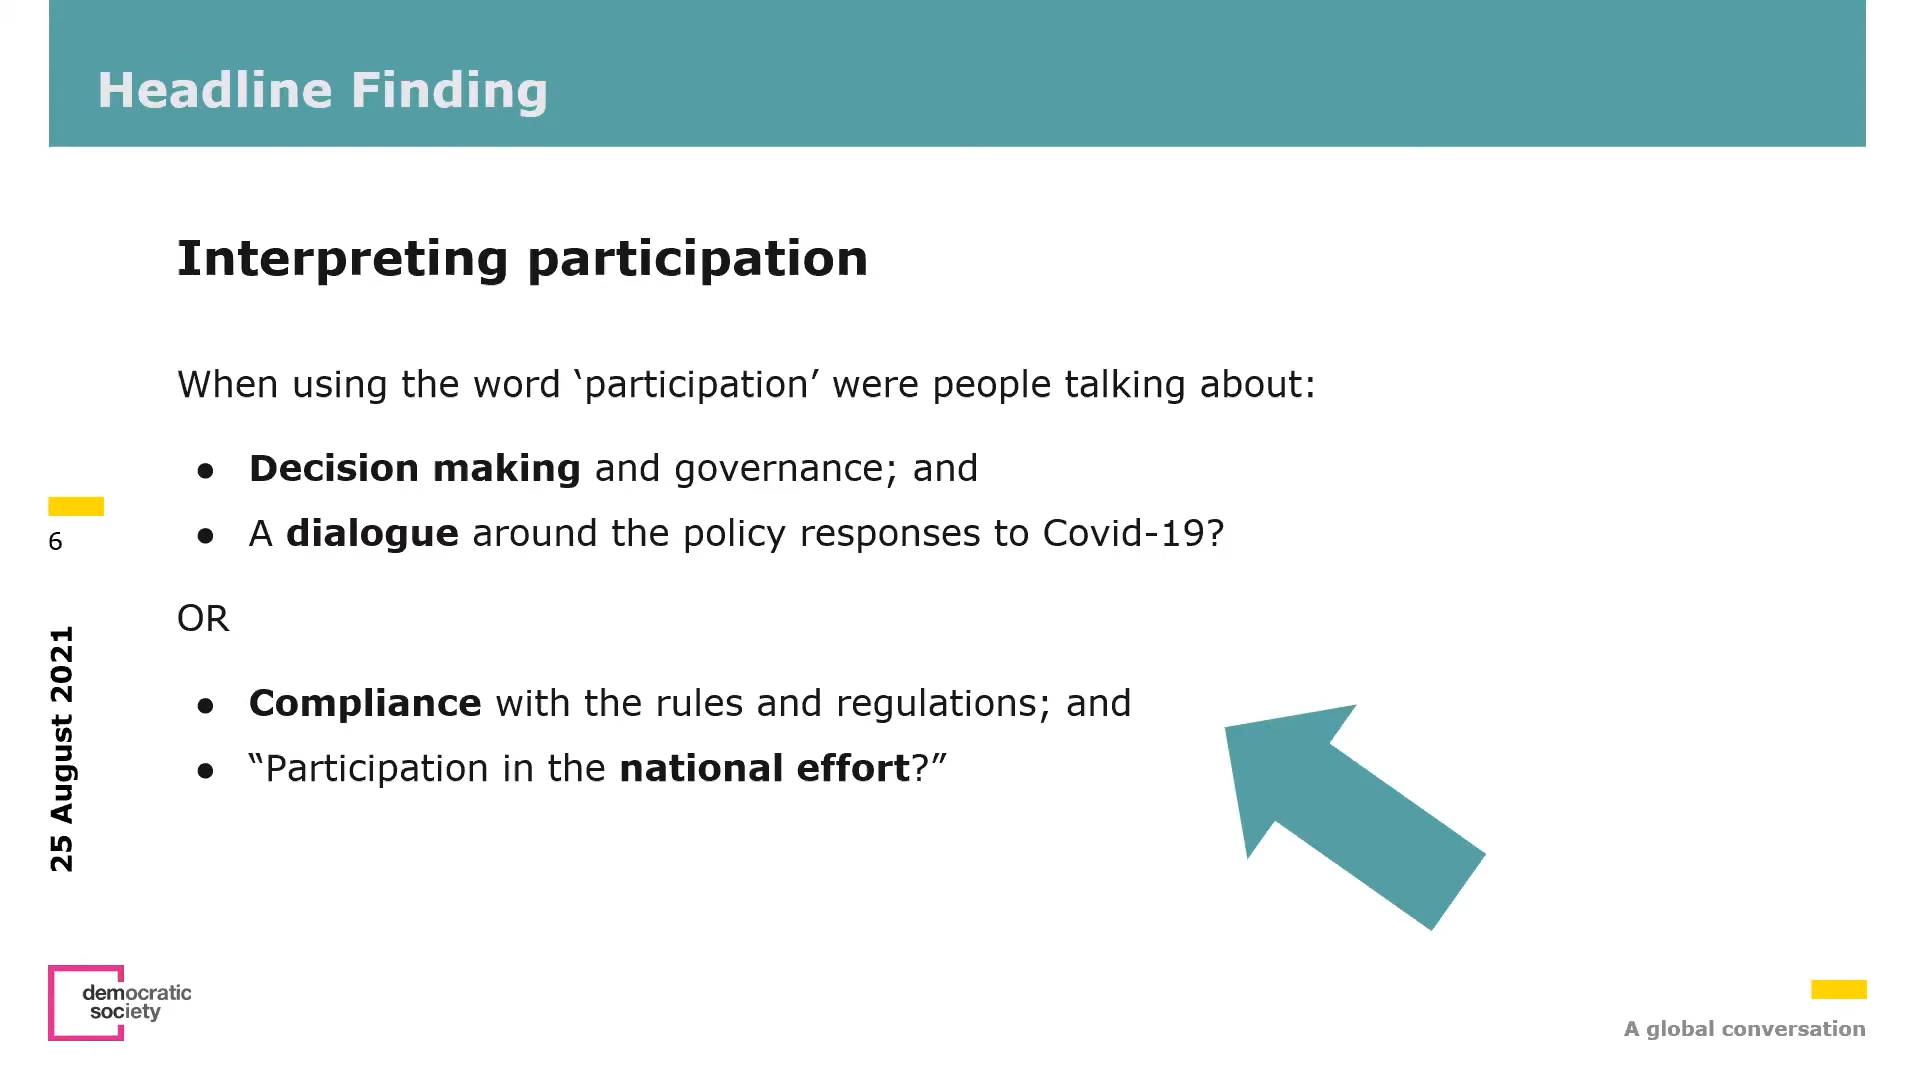 Headline Finding
Interpreting participation
When using the word ‘participation’ were people talking about:
● Decision making and governance; and
● A dialogue around the policy responses to Covid-19?
OR
● Compliance with the rules and regulations; and
● “Participation in the national effort?”
6
25 August 2021
democratic
society
A global conversation